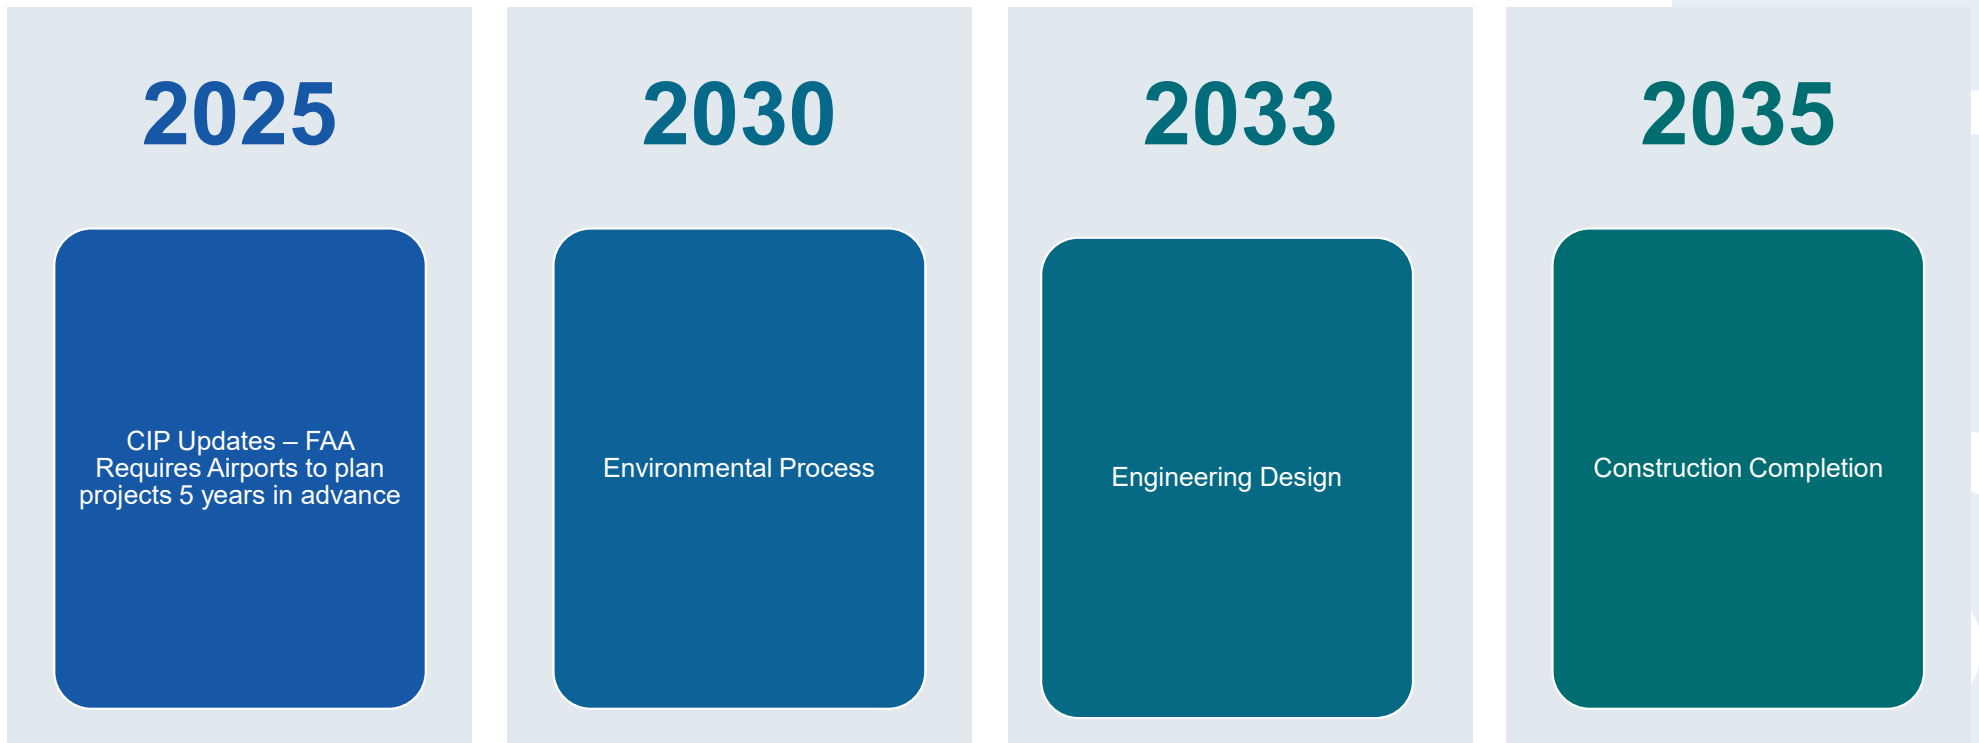 2025
CIP Updates – FAA
Requires Airports to plan
projects 5 years in advance
2030
Environmental Process
2033
Engineering Design
2035
Construction Completion